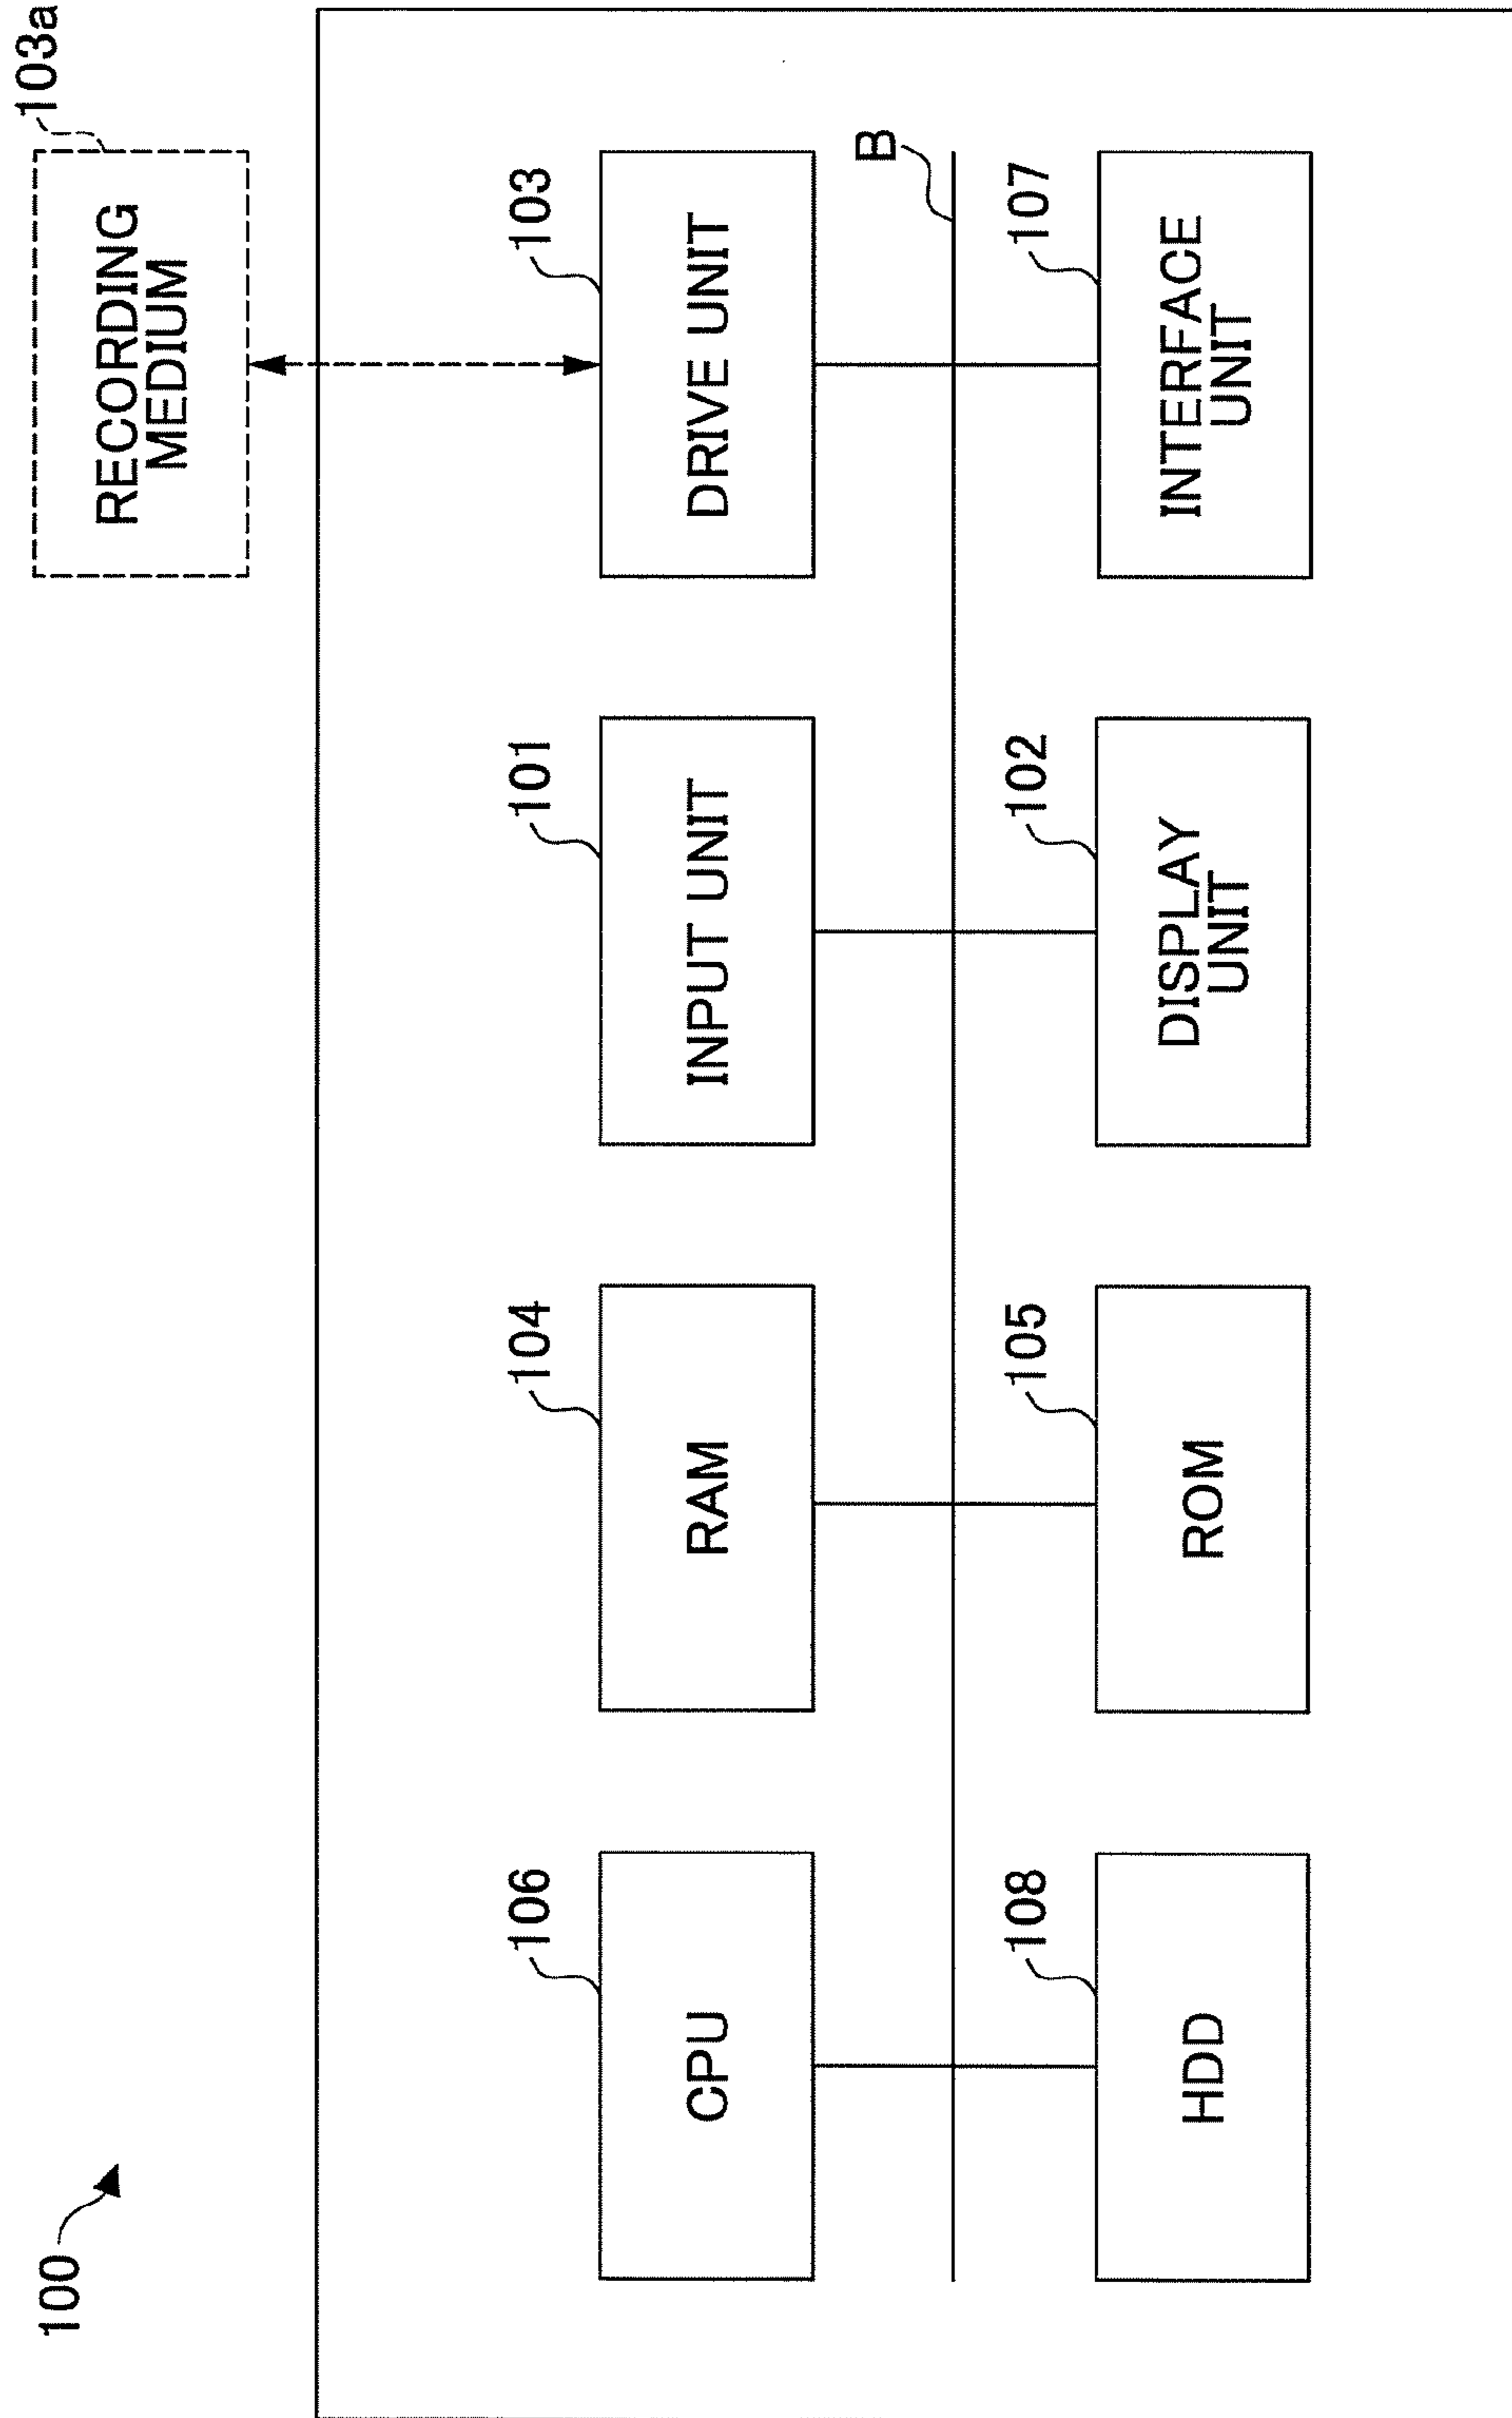 100
106
CPU
104
RAM
101
INPUT UNIT
103
DRIVE UNIT
103a
RECORDING
MEDIUM
B
108
HDD
105
ROM
102
DISPLAY
UNIT
107
INTERFACE
UNIT